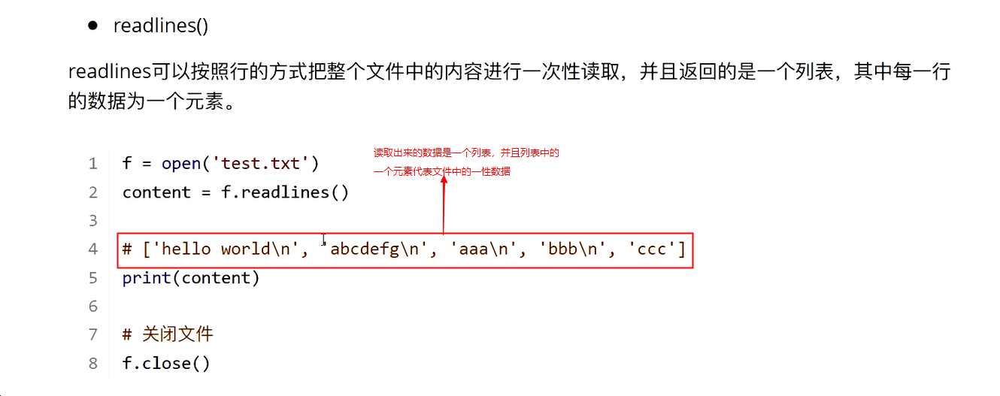 ● readlines()
readlines可以按照行的方式把整个文件中的内容进行一次性读取，并且返回的是一个列表，其中每一行
的数据为一个元素。
读取出来的数据是一个列表，并且列表中的
一个元素代表文件中的一性数据
1 f = open('test.txt')
2 content = f.readlines()
3
4 # ['hello world\n', 'abcdefg\n', 'aaa\n', 'bbb\n', 'ccc']
5 print(content)
6
7 # 关闭文件
8 f.close()